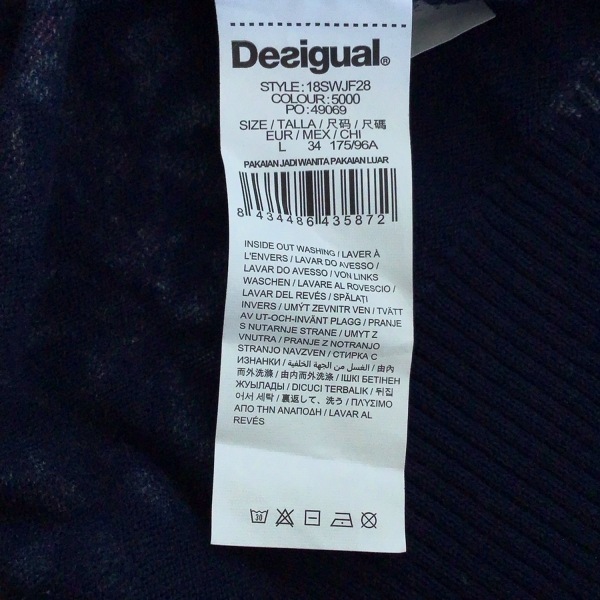 Desigual®
STYLE:18SWJF28
COLOUR:5000
PO:49069
SIZE / TALLA / 尺码 / 尺碼
EUR / MEX / CHI
L 34 175/96A
PAKAIAN JADI WANITA PAKAIAN LUAR
8 434486 435872
INSIDE OUT WASHING / LAVER À
L'ENVERS / LAVAR DO AVESSO /
LAVAR DO AVESSO / VON LINKS
WASCHEN / LAVARE AL ROVESCIO /
LAVAR DEL REVÉS / SPĂLAŢI
INVERS / UMÝT ZEVNITR VEN / TVÄTT
AV UT-OCH-INVÄNT PLAGG / PRANJE
S NUTARNJE STRANE / UMYT Z
VNUTRA / PRANJE Z NOTRANJO
STRANJO NAVZVEN / СТИРКА С
ИЗНАНКИ / الغسل من الجهة الخلفية / 由內
而外洗滌 / 由内而外洗涤 / ІШКІ БЕТІНЕН
ЖУЫЛАДЫ / DICUCI TERBALIK / 뒤집
어서 세탁 / 裏返して、洗う / ΠΛΥΣΙΜΟ
ΑΠΟ ΤΗΝ ΑΝΑΠΟΔΗ / LAVAR AL
REVÉS
30